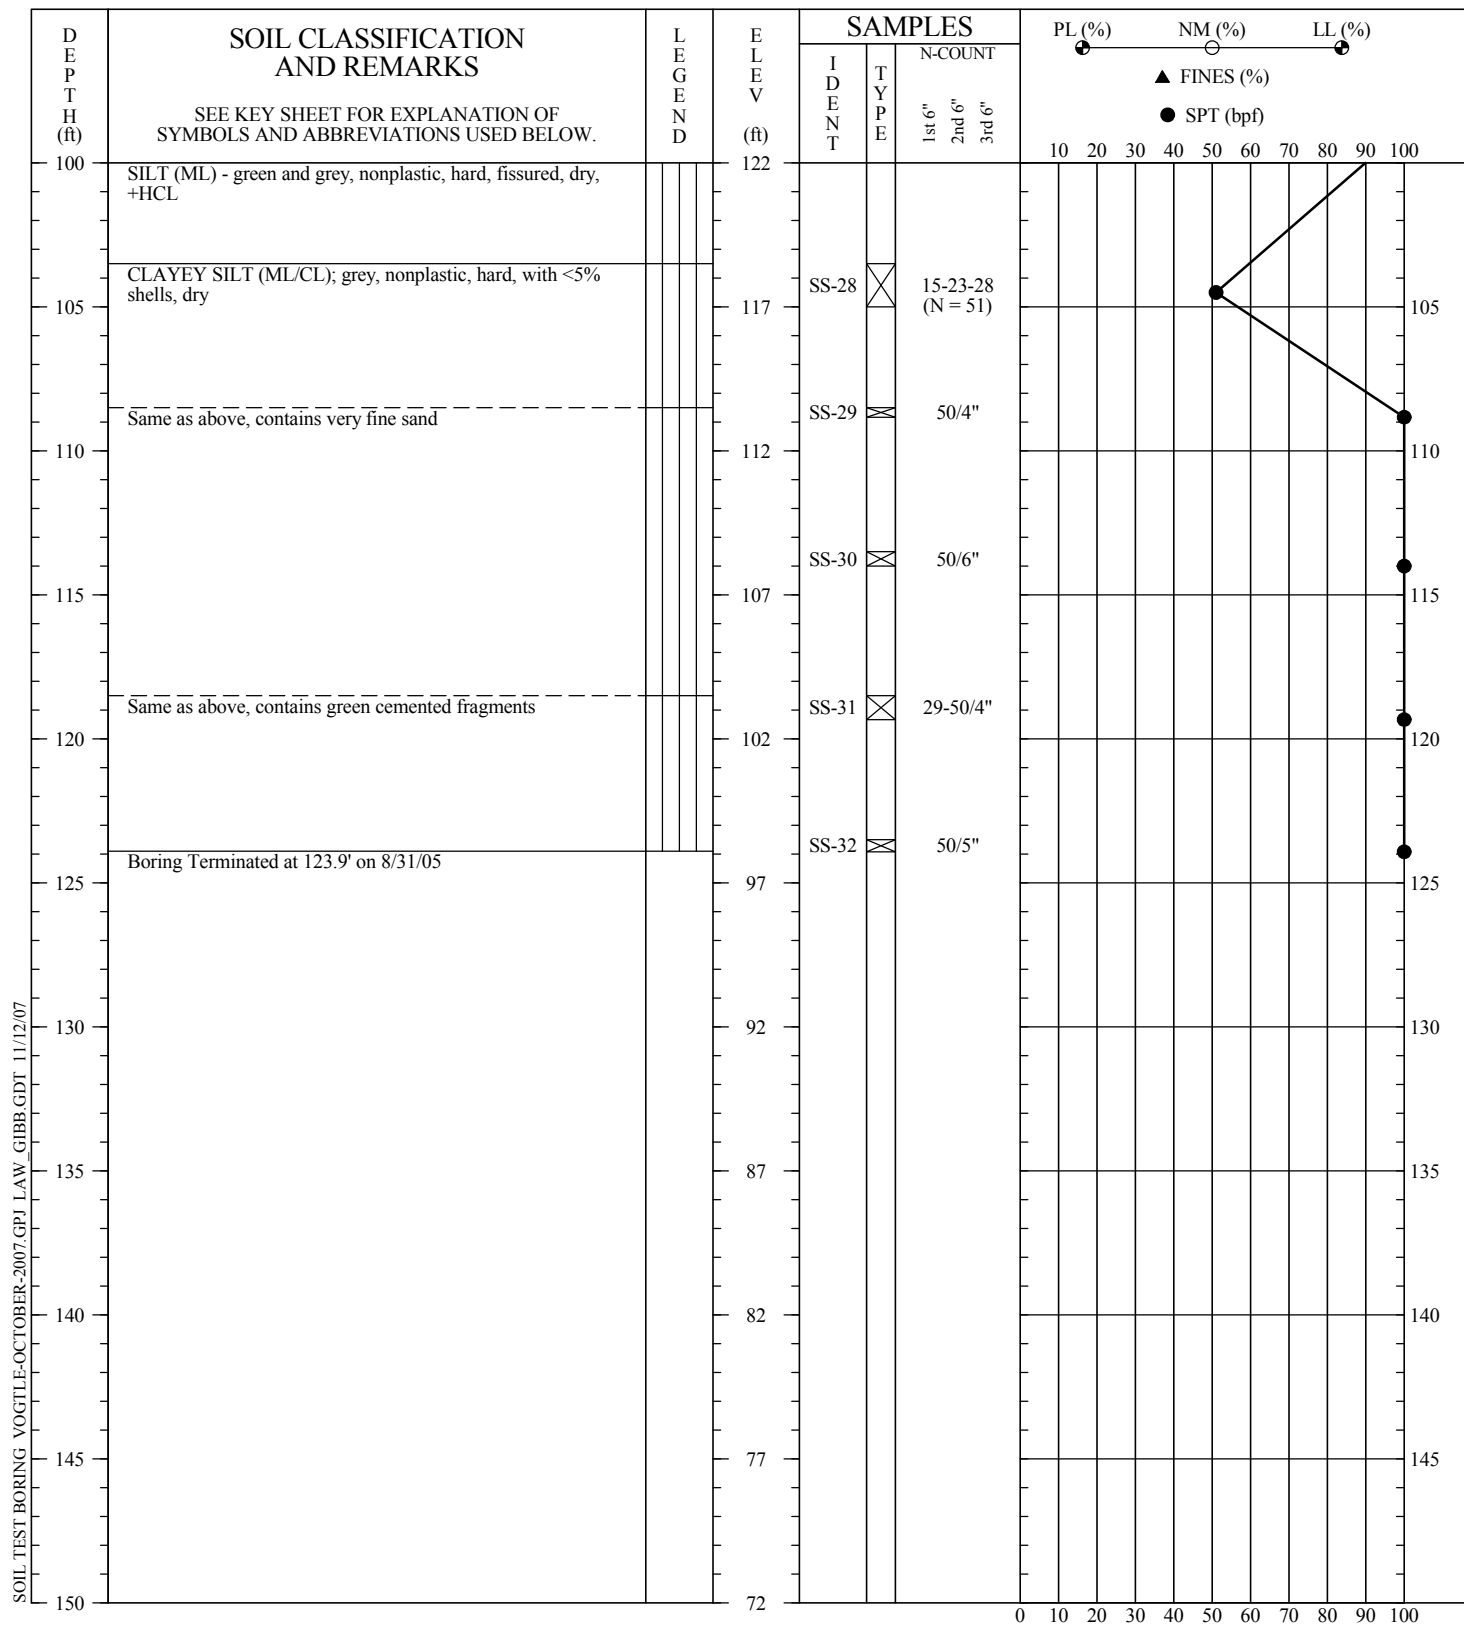 DEPTH
(ft)
SOIL CLASSIFICATION
AND REMARKS
SEE KEY SHEET FOR EXPLANATION OF
SYMBOLS AND ABBREVIATIONS USED BELOW.
LEGEND
ELEV
(ft)
SAMPLES
IDENT
TYPE
N-COUNT
1st 6"
2nd 6"
3rd 6"
PL (%) NM (%) LL (%)
▲ FINES (%)
● SPT (bpf)
10 20 30 40 50 60 70 80 90 100
100
SILT (ML) - green and grey, nonplastic, hard, fissured, dry,
+HCL
122
CLAYEY SILT (ML/CL); grey, nonplastic, hard, with <5%
shells, dry
SS-28
15-23-28
(N = 51)
105
117
105
Same as above, contains very fine sand
SS-29
50/4"
110
112
110
SS-30
50/6"
115
107
115
Same as above, contains green cemented fragments
SS-31
29-50/4"
120
102
120
SS-32
50/5"
Boring Terminated at 123.9' on 8/31/05
125
97
125
130
92
130
135
87
135
140
82
140
145
77
145
150
72
0 10 20 30 40 50 60 70 80 90 100
SOIL TEST BORING VOGTLE-OCTOBER-2007.GPJ LAW_GIBB.GDT 11/12/07